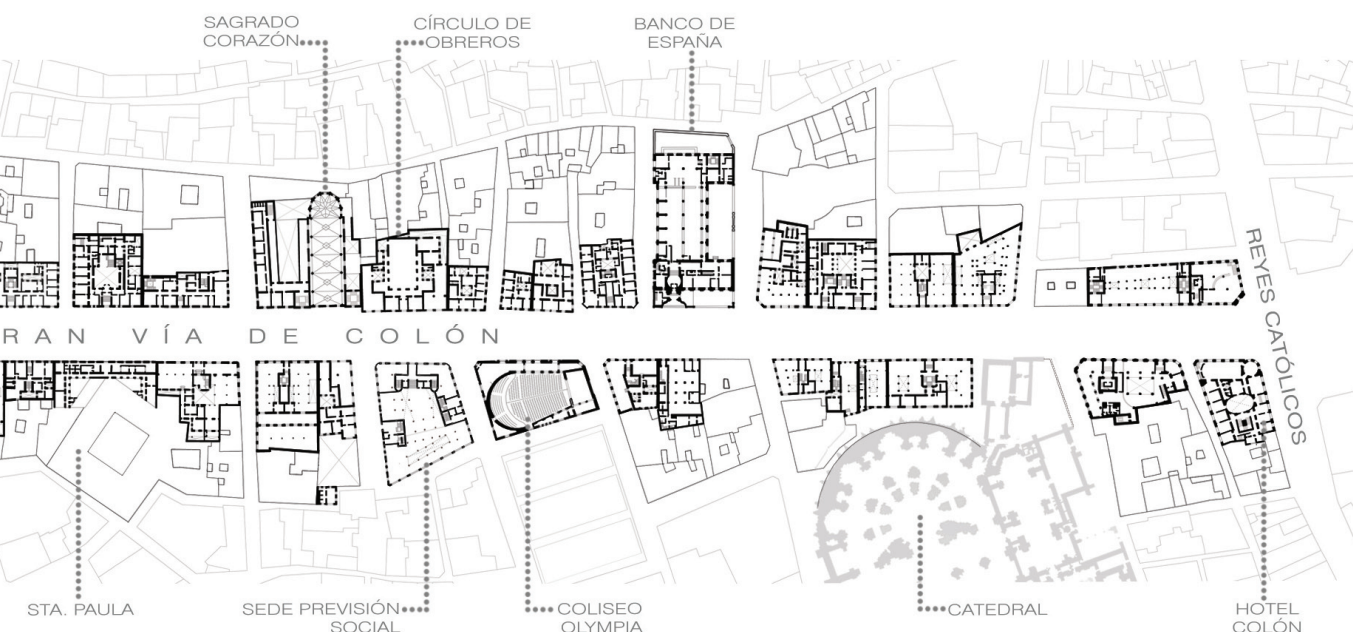 SAGRADO
CORAZÓN
CÍRCULO DE
OBREROS
BANCO DE
ESPAÑA
RAN VÍA DE COLÓN
REYES CATÓLICOS
STA. PAULA
SEDE PREVISIÓN
SOCIAL
COLISEO
OLYMPIA
CATEDRAL
HOTEL
COLÓN